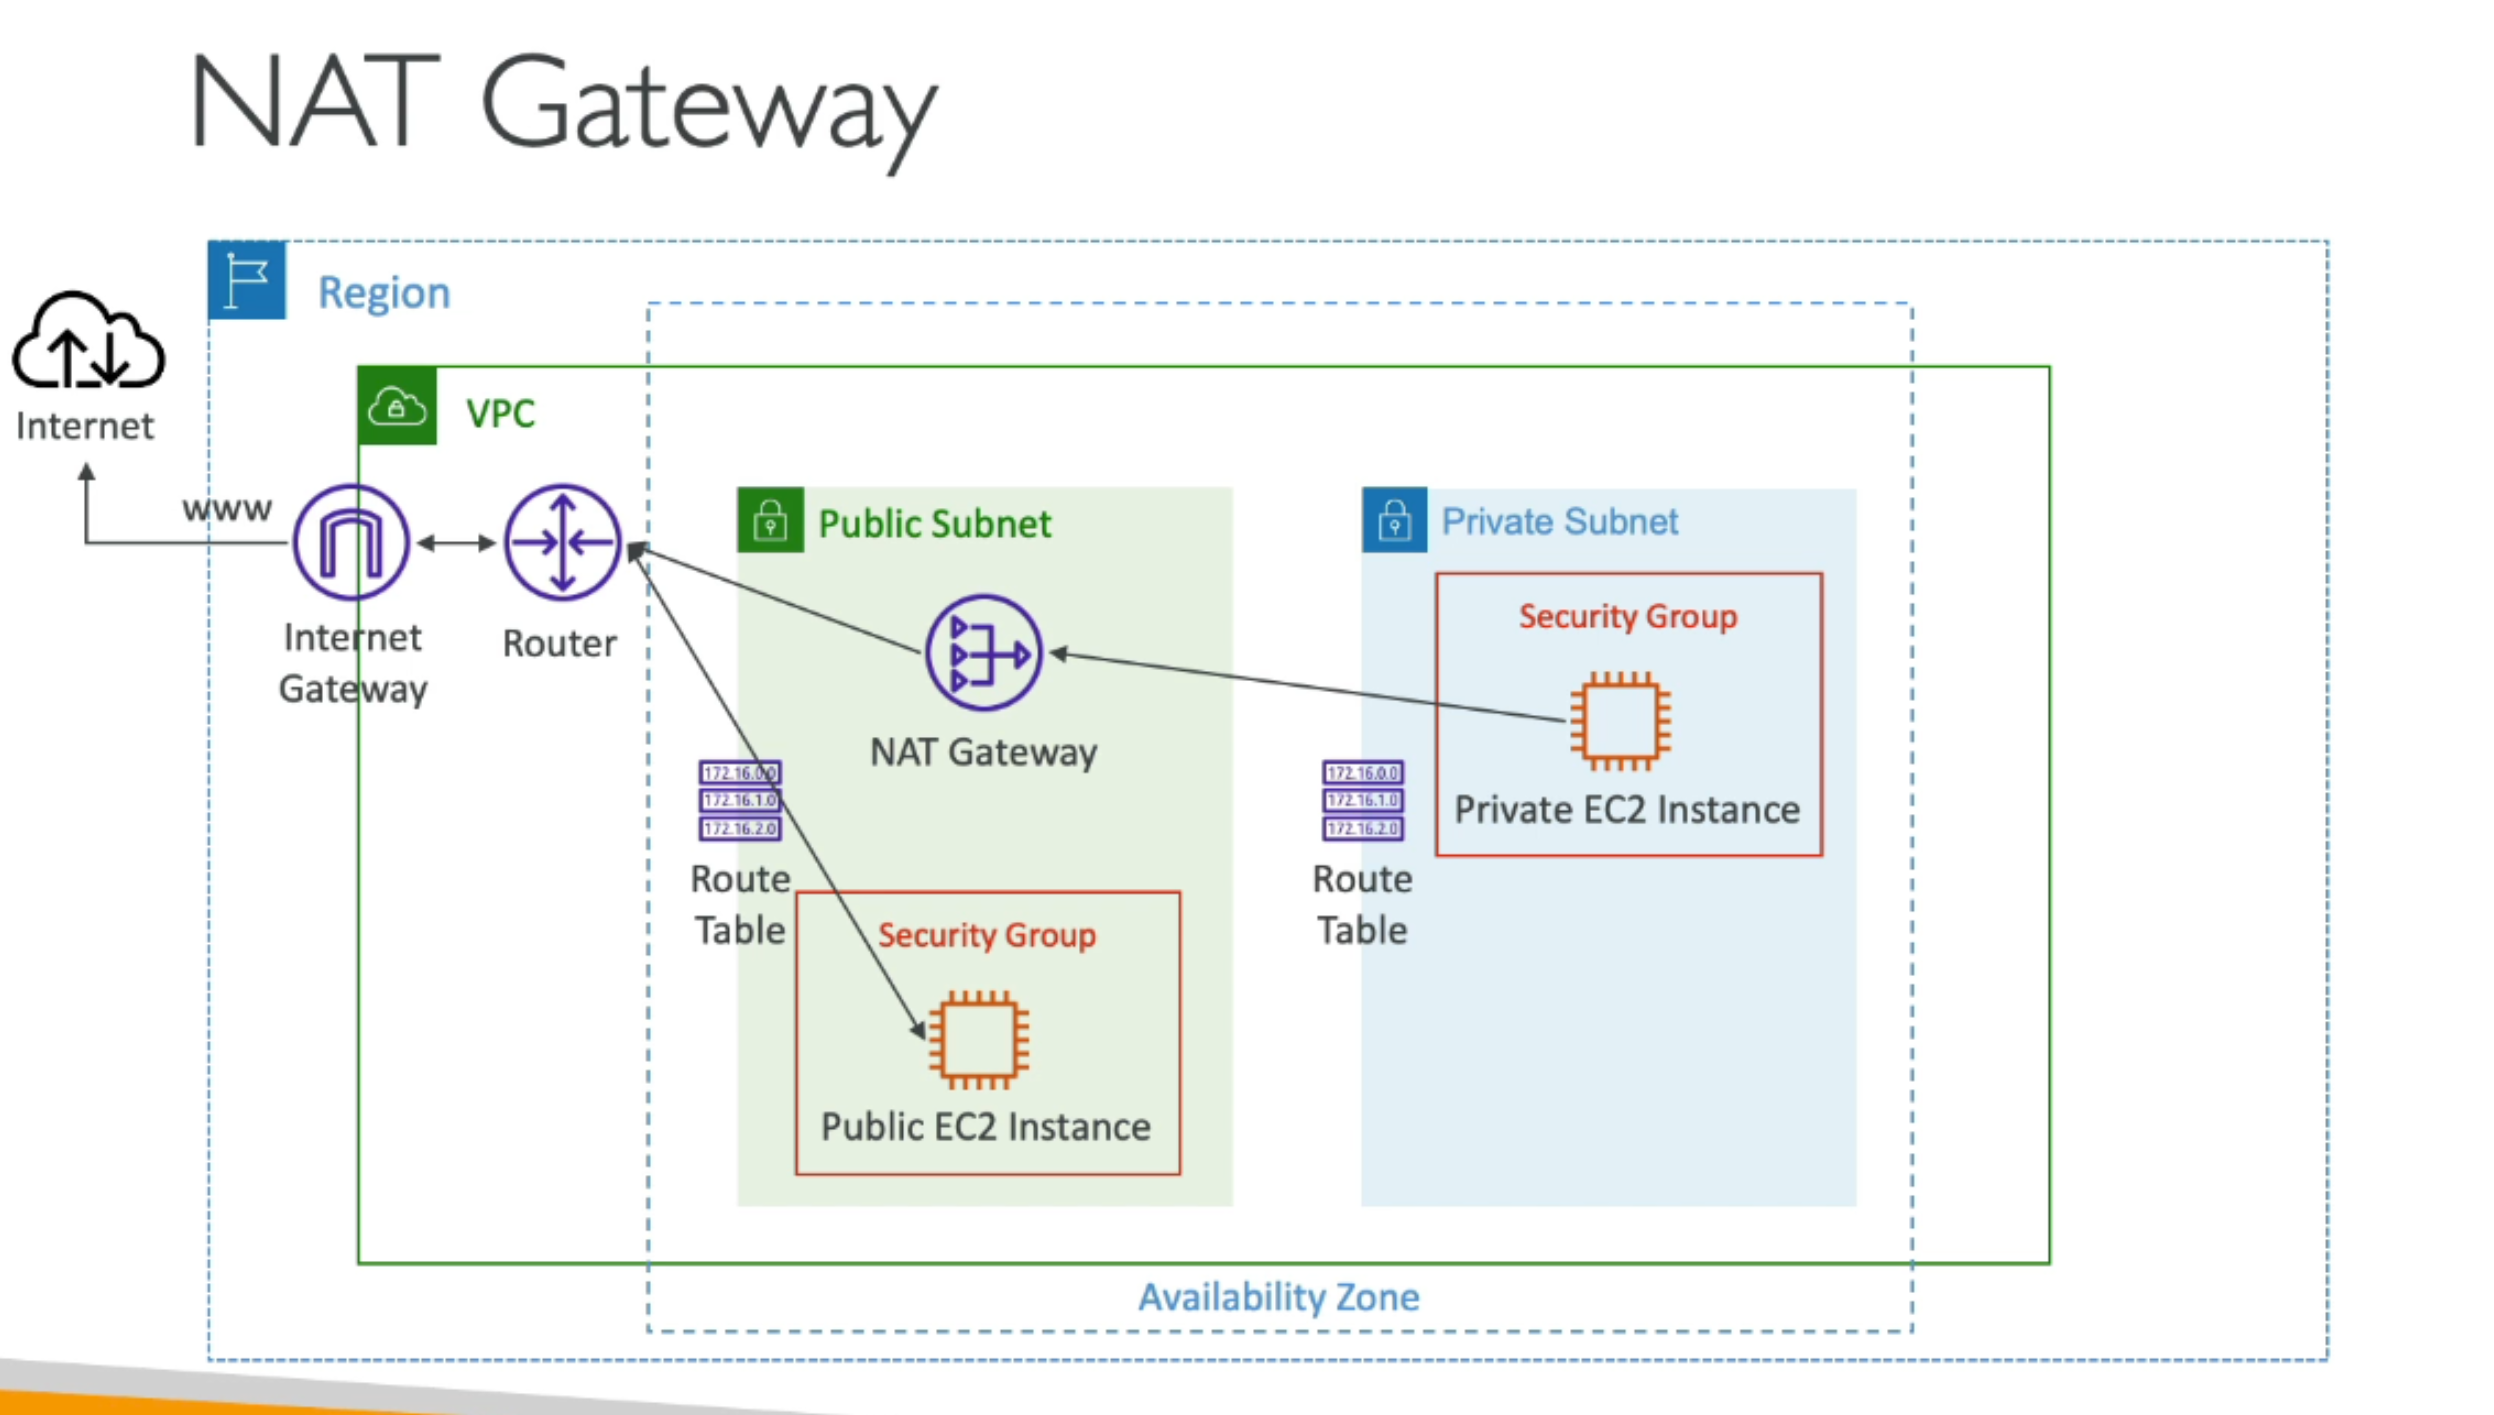 NAT Gateway
Region
Internet
VPC
www
Internet
Gateway
Router
Public Subnet
NAT Gateway
172.16.0.0
172.16.1.0
172.16.2.0
Route
Table
Security Group
Public EC2 Instance
Private Subnet
Security Group
Private EC2 Instance
172.16.0.0
172.16.1.0
172.16.2.0
Route
Table
Availability Zone